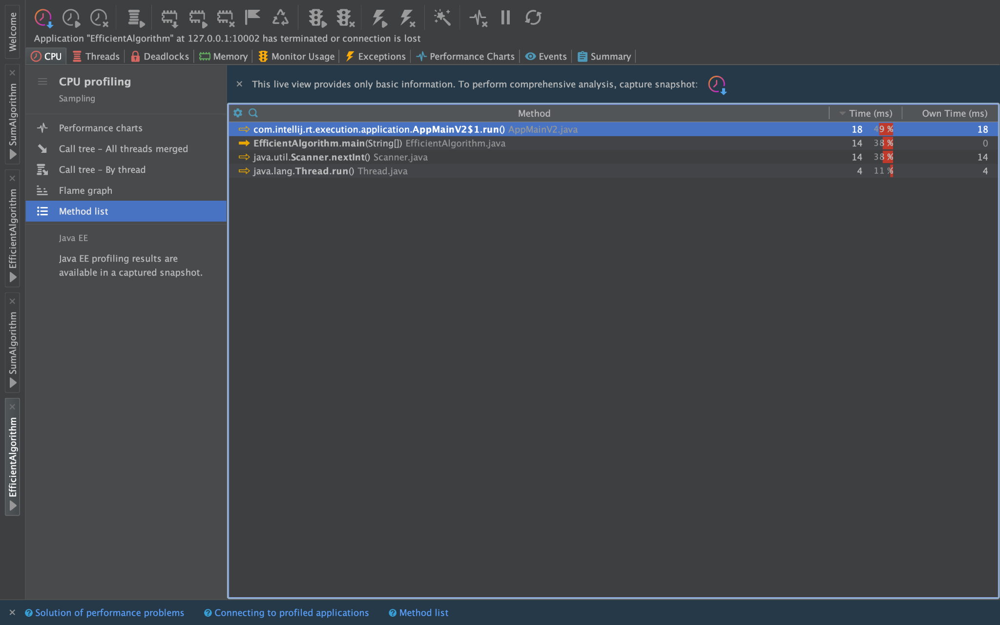 Welcome
SumAlgorithm
EfficientAlgorithm
SumAlgorithm
EfficientAlgorithm
Application "EfficientAlgorithm" at 127.0.0.1:10002 has terminated or connection is lost
CPU Threads Deadlocks Memory Monitor Usage Exceptions Performance Charts Events Summary
CPU profiling
Sampling
Performance charts
Call tree – All threads merged
Call tree – By thread
Flame graph
Method list
Java EE
Java EE profiling results are
available in a captured snapshot.
This live view provides only basic information. To perform comprehensive analysis, capture snapshot:
Method Time (ms) Own Time (ms)
com.intellij.rt.execution.application.AppMainV2$1.run() AppMainV2.java 18 49 % 18
EfficientAlgorithm.main(String[]) EfficientAlgorithm.java 14 38 % 0
java.util.Scanner.nextInt() Scanner.java 14 38 % 14
java.lang.Thread.run() Thread.java 4 11 % 4
Solution of performance problems Connecting to profiled applications Method list